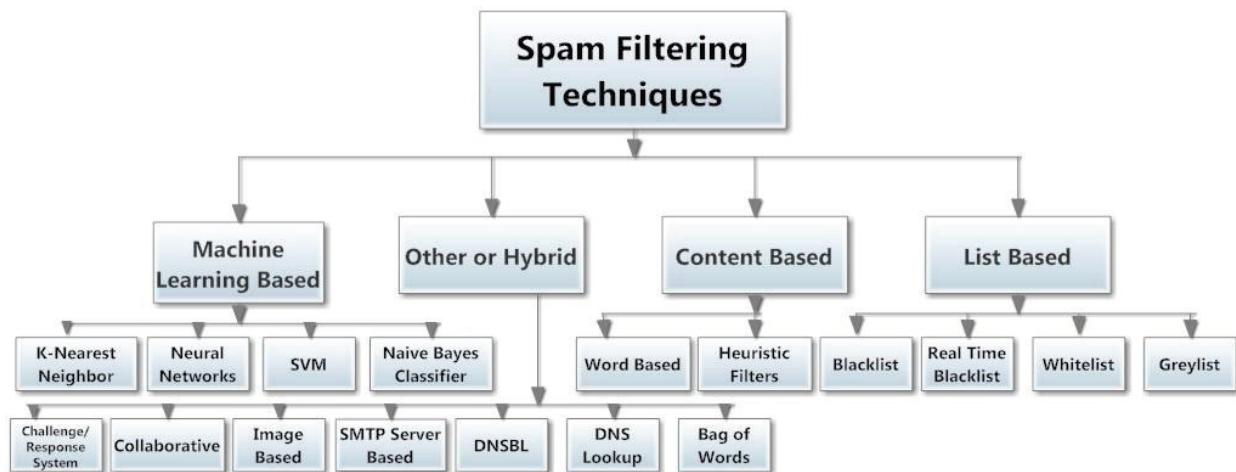 Spam Filtering
Techniques
Machine
Learning Based
Other or Hybrid
Content Based
List Based
K-Nearest
Neighbor
Neural
Networks
SVM
Naive Bayes
Classifier
Word Based
Heuristic
Filters
Blacklist
Real Time
Blacklist
Whitelist
Greylist
Challenge/
Response
System
Collaborative
Image
Based
SMTP Server
Based
DNSBL
DNS
Lookup
Bag of
Words